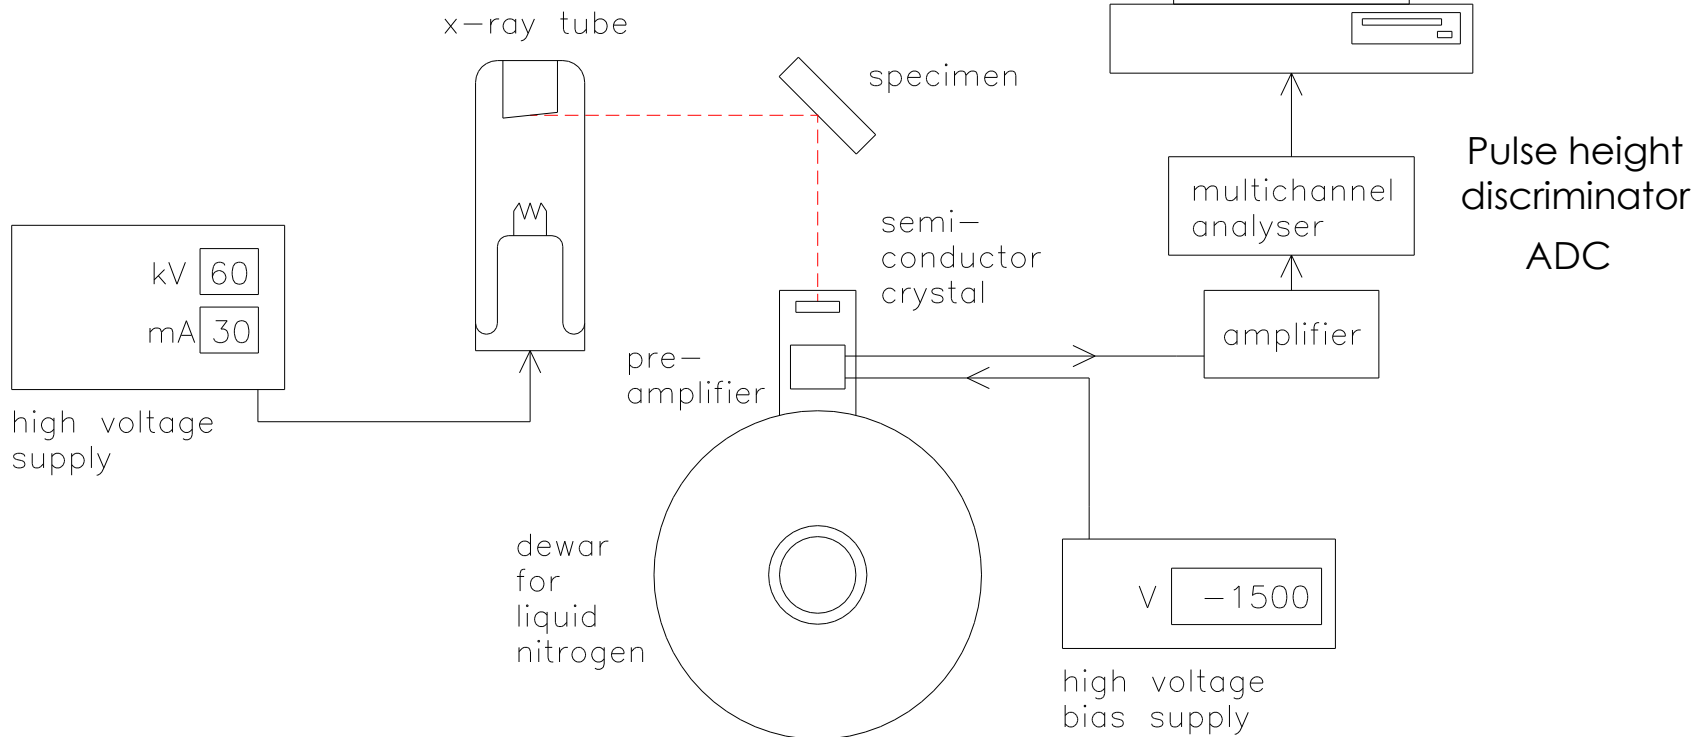 x-ray tube
specimen
Pulse height
discriminator
ADC
multichannel
analyser
semi-
conductor
crystal
kV 60
mA 30
amplifier
pre-
amplifier
high voltage
supply
dewar
for
liquid
nitrogen
V -1500
high voltage
bias supply